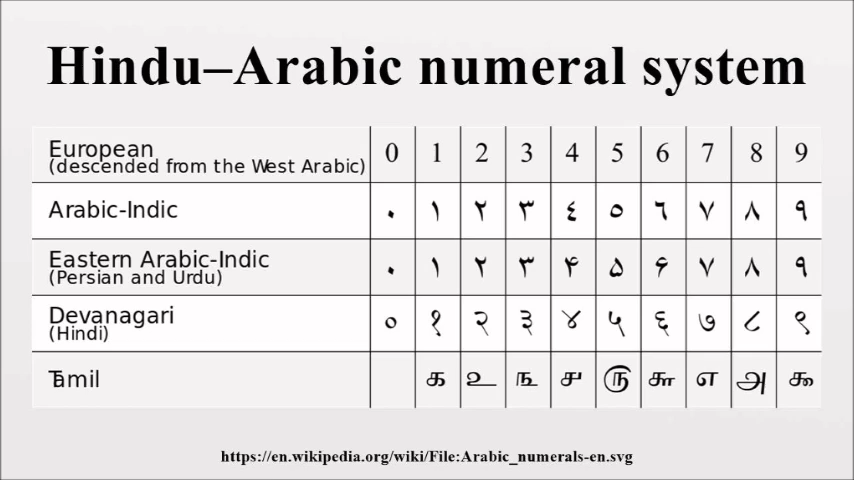 Hindu–Arabic numeral system
European 0 1 2 3 4 5 6 7 8 9
(descended from the West Arabic)
Arabic-Indic ٠ ١ ٢ ٣ ٤ ٥ ٦ ٧ ٨ ٩
Eastern Arabic-Indic ۰ ۱ ۲ ۳ ۴ ۵ ۶ ۷ ۸ ۹
(Persian and Urdu)
Devanagari ० १ २ ३ ४ ५ ६ ७ ८ ९
(Hindi)
Tamil ௧ ௨ ௩ ௪ ௫ ௬ ௭ ௮ ௯
https://en.wikipedia.org/wiki/File:Arabic_numerals-en.svg